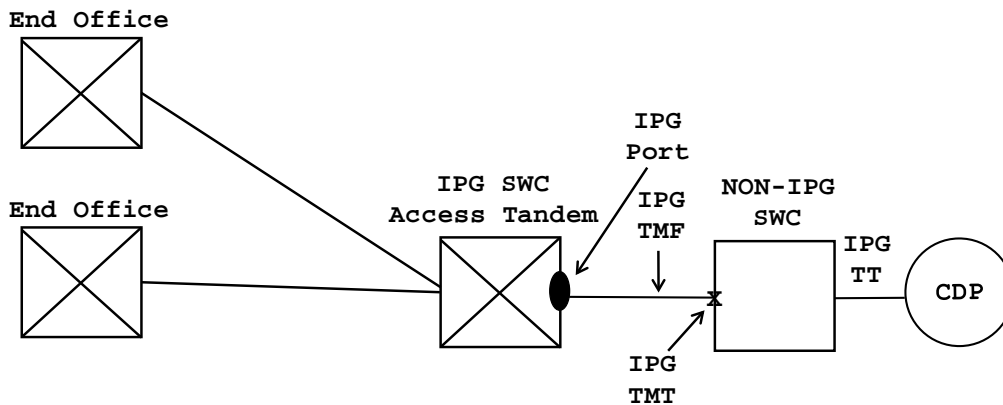 End Office
End Office
IPG SWC
Access Tandem
IPG
Port
IPG
TMF
IPG
TMT
NON-IPG
SWC
IPG
TT
CDP